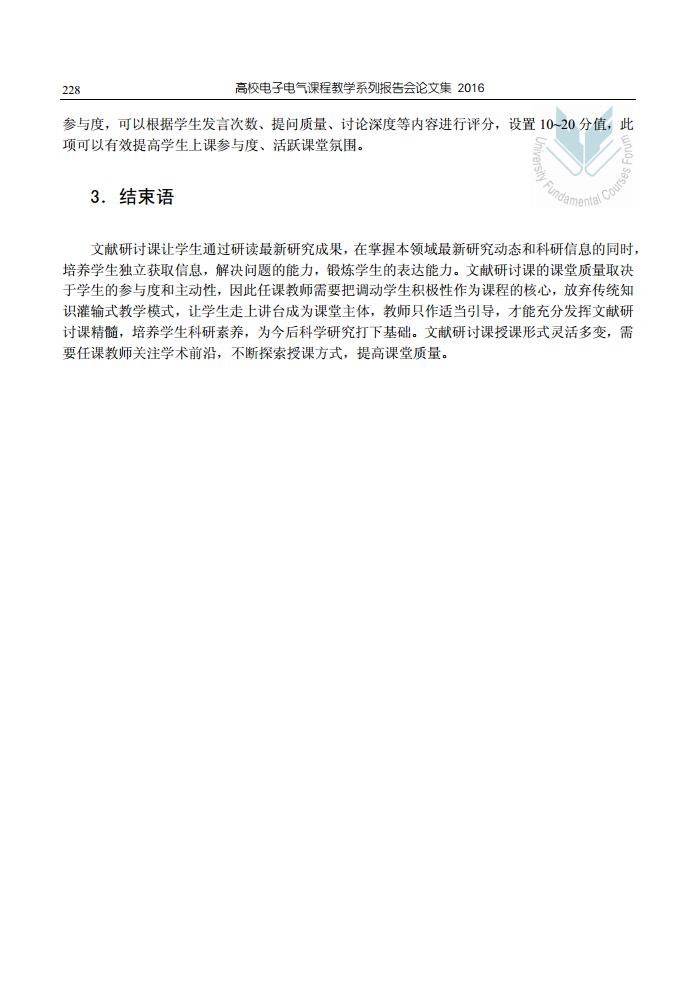 228 高校电子电气课程教学系列报告会论文集 2016
参与度，可以根据学生发言次数、提问质量、讨论深度等内容进行评分，设置 10~20 分值，此
项可以有效提高学生上课参与度、活跃课堂氛围。
University Fundamental Courses Forum
3．结束语
文献研讨课让学生通过研读最新研究成果，在掌握本领域最新研究动态和科研信息的同时，
培养学生独立获取信息，解决问题的能力，锻炼学生的表达能力。文献研讨课的课堂质量取决
于学生的参与度和主动性，因此任课教师需要把调动学生积极性作为课程的核心，放弃传统知
识灌输式教学模式，让学生走上讲台成为课堂主体，教师只作适当引导，才能充分发挥文献研
讨课精髓，培养学生科研素养，为今后科学研究打下基础。文献研讨课授课形式灵活多变，需
要任课教师关注学术前沿，不断探索授课方式，提高课堂质量。